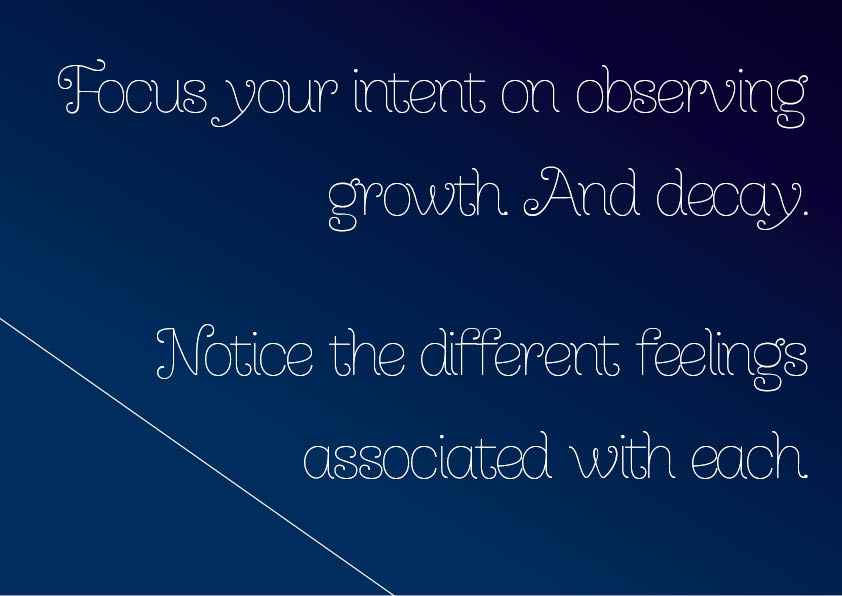 Focus your intent on observing
growth. And decay.
Notice the different feelings
associated with each.